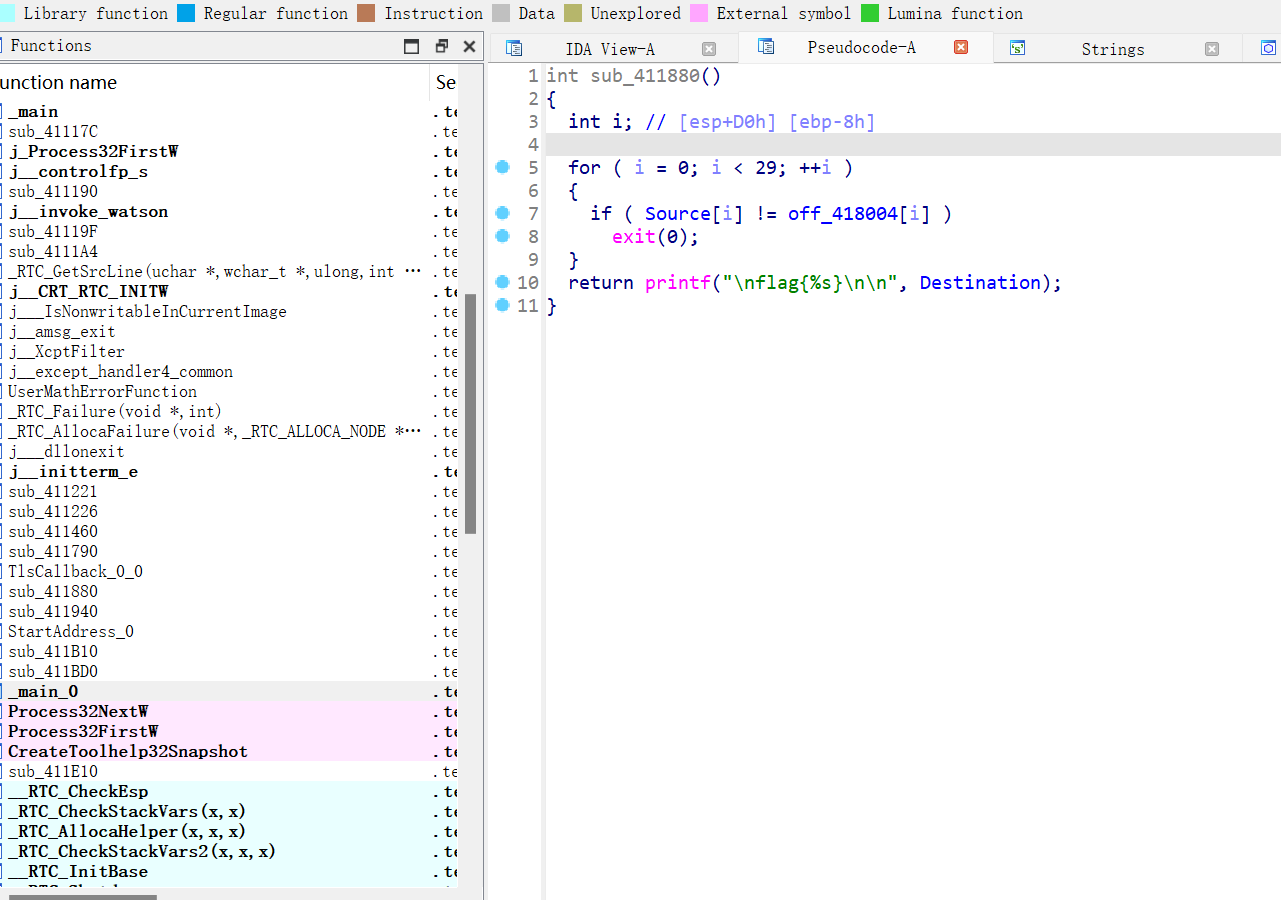 Library function Regular function Instruction Data Unexplored External symbol Lumina function
Functions
IDA View-A Pseudocode-A Strings
unction name Se
_main .te
sub_41117C .te
j_Process32FirstW .te
j__controlfp_s .te
sub_411190 .te
j__invoke_watson .te
sub_41119F .te
sub_4111A4 .te
_RTC_GetSrcLine(uchar *,wchar_t *,ulong,int … .te
j__CRT_RTC_INITW .te
j___IsNonwritableInCurrentImage .te
j__amsg_exit .te
j__XcptFilter .te
j__except_handler4_common .te
UserMathErrorFunction .te
_RTC_Failure(void *,int) .te
_RTC_AllocaFailure(void *,_RTC_ALLOCA_NODE *… .te
j___dllonexit .te
j__initterm_e .te
sub_411221 .te
sub_411226 .te
sub_411460 .te
sub_411790 .te
TlsCallback_0_0 .te
sub_411880 .te
sub_411940 .te
StartAddress_0 .te
sub_411B10 .te
sub_411BD0 .te
_main_0 .te
Process32NextW .te
Process32FirstW .te
CreateToolhelp32Snapshot .te
sub_411E10 .te
__RTC_CheckEsp .te
_RTC_CheckStackVars(x,x) .te
_RTC_AllocaHelper(x,x,x) .te
_RTC_CheckStackVars2(x,x,x) .te
__RTC_InitBase .te
1 int sub_411880()
2 {
3 int i; // [esp+D0h] [ebp-8h]
4
5 for ( i = 0; i < 29; ++i )
6 {
7 if ( Source[i] != off_418004[i] )
8 exit(0);
9 }
10 return printf("\nflag{%s}\n\n", Destination);
11 }